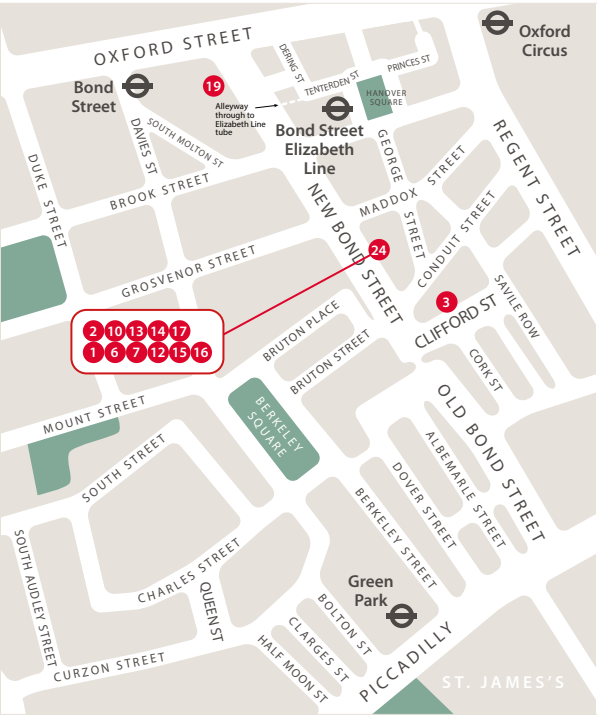 OXFORD STREET
Oxford
Circus
Bond
Street
19
DERING ST
TENTERDEN ST
PRINCES ST
HANOVER
SQUARE
Alleyway
through to
Elizabeth Line
tube
Bond Street
Elizabeth
Line
DAVIES ST
SOUTH MOLTON ST
DUKE STREET
BROOK STREET
GEORGE STREET
MADDOX STREET
REGENT STREET
NEW BOND STREET
CONDUIT STREET
GROSVENOR STREET
24
3
SAVILE ROW
CLIFFORD ST
2 10 13 14 17
1 6 7 12 15 16
BRUTON PLACE
BRUTON STREET
CORK ST
MOUNT STREET
BERKELEY
SQUARE
OLD BOND STREET
ALBEMARLE STREET
SOUTH STREET
DOVER STREET
BERKELEY STREET
SOUTH AUDLEY STREET
CHARLES STREET
QUEEN ST
Green
Park
BOLTON ST
CLARGES ST
HALF MOON ST
CURZON STREET
PICCADILLY
ST. JAMES'S